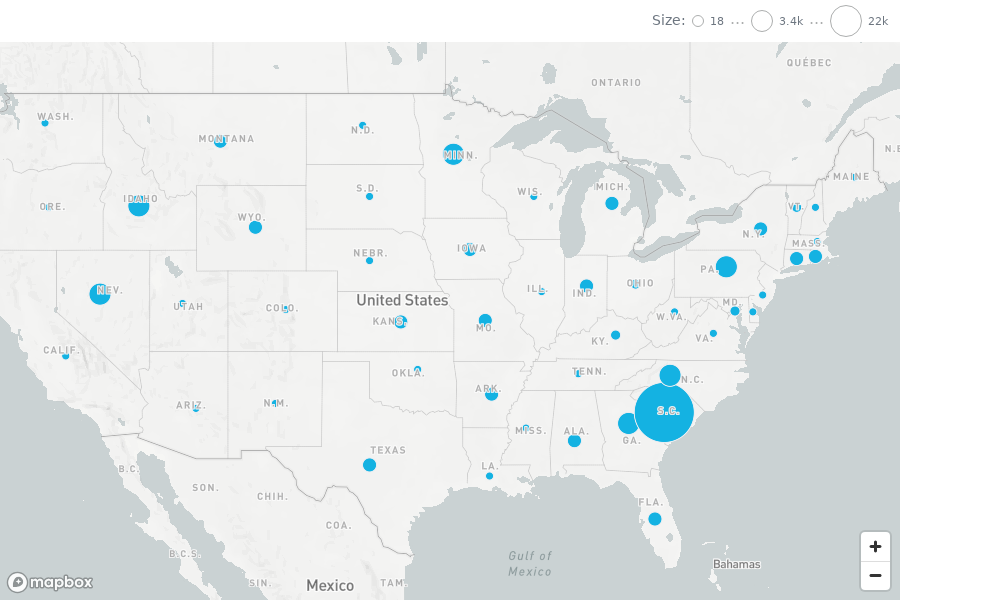 Size: 18 ... 3.4k ... 22k
QUÉBEC
ONTARIO
WASH.
MONTANA
N.D.
MINN.
N.B
MAINE
ORE.
IDAHO
WYO.
S.D.
WIS.
MICH.
VT.
N.Y.
MASS.
NEV.
UTAH
COLO.
NEBR.
IOWA
ILL.
IND.
OHIO
PA.
MD.
United States
KANS.
MO.
KY.
W.VA.
VA.
CALIF.
ARIZ.
N.M.
OKLA.
ARK.
TENN.
N.C.
S.C.
MISS.
ALA.
GA.
TEXAS
LA.
FLA.
B.C.
SON.
CHIH.
COA.
B.C.S.
SIN.
Mexico
TAM.
Gulf of
Mexico
Bahamas
+
−
mapbox